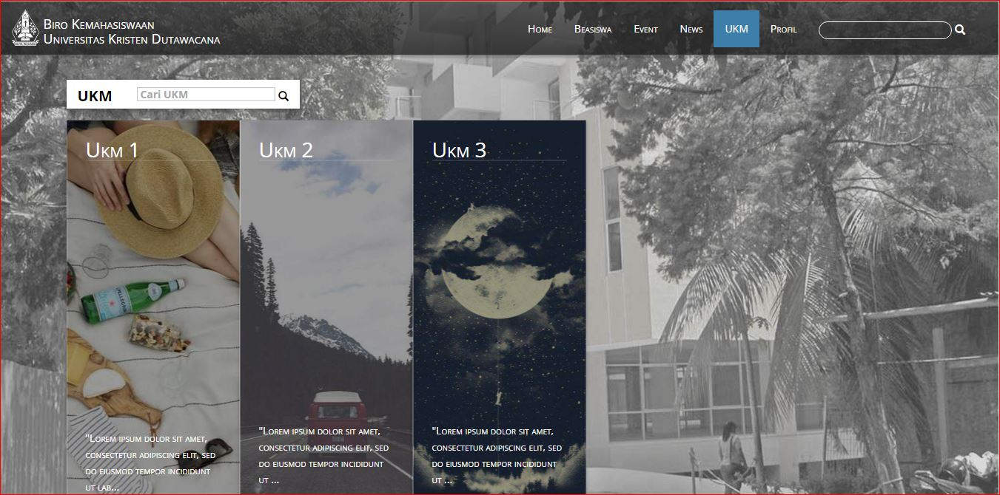 Biro Kemahasiswaan
Universitas Kristen Dutawacana
Home Beasiswa Event News UKM Profil
UKM Cari UKM
Ukm 1
Ukm 2
Ukm 3
"Lorem ipsum dolor sit amet,
consectetur adipiscing elit, sed
do eiusmod tempor incididunt
ut lab...
"Lorem ipsum dolor sit amet,
consectetur adipiscing elit, sed
do eiusmod tempor incididunt
ut ...
"Lorem ipsum dolor sit amet,
consectetur adipiscing elit, sed
do eiusmod tempor incididunt
ut ...